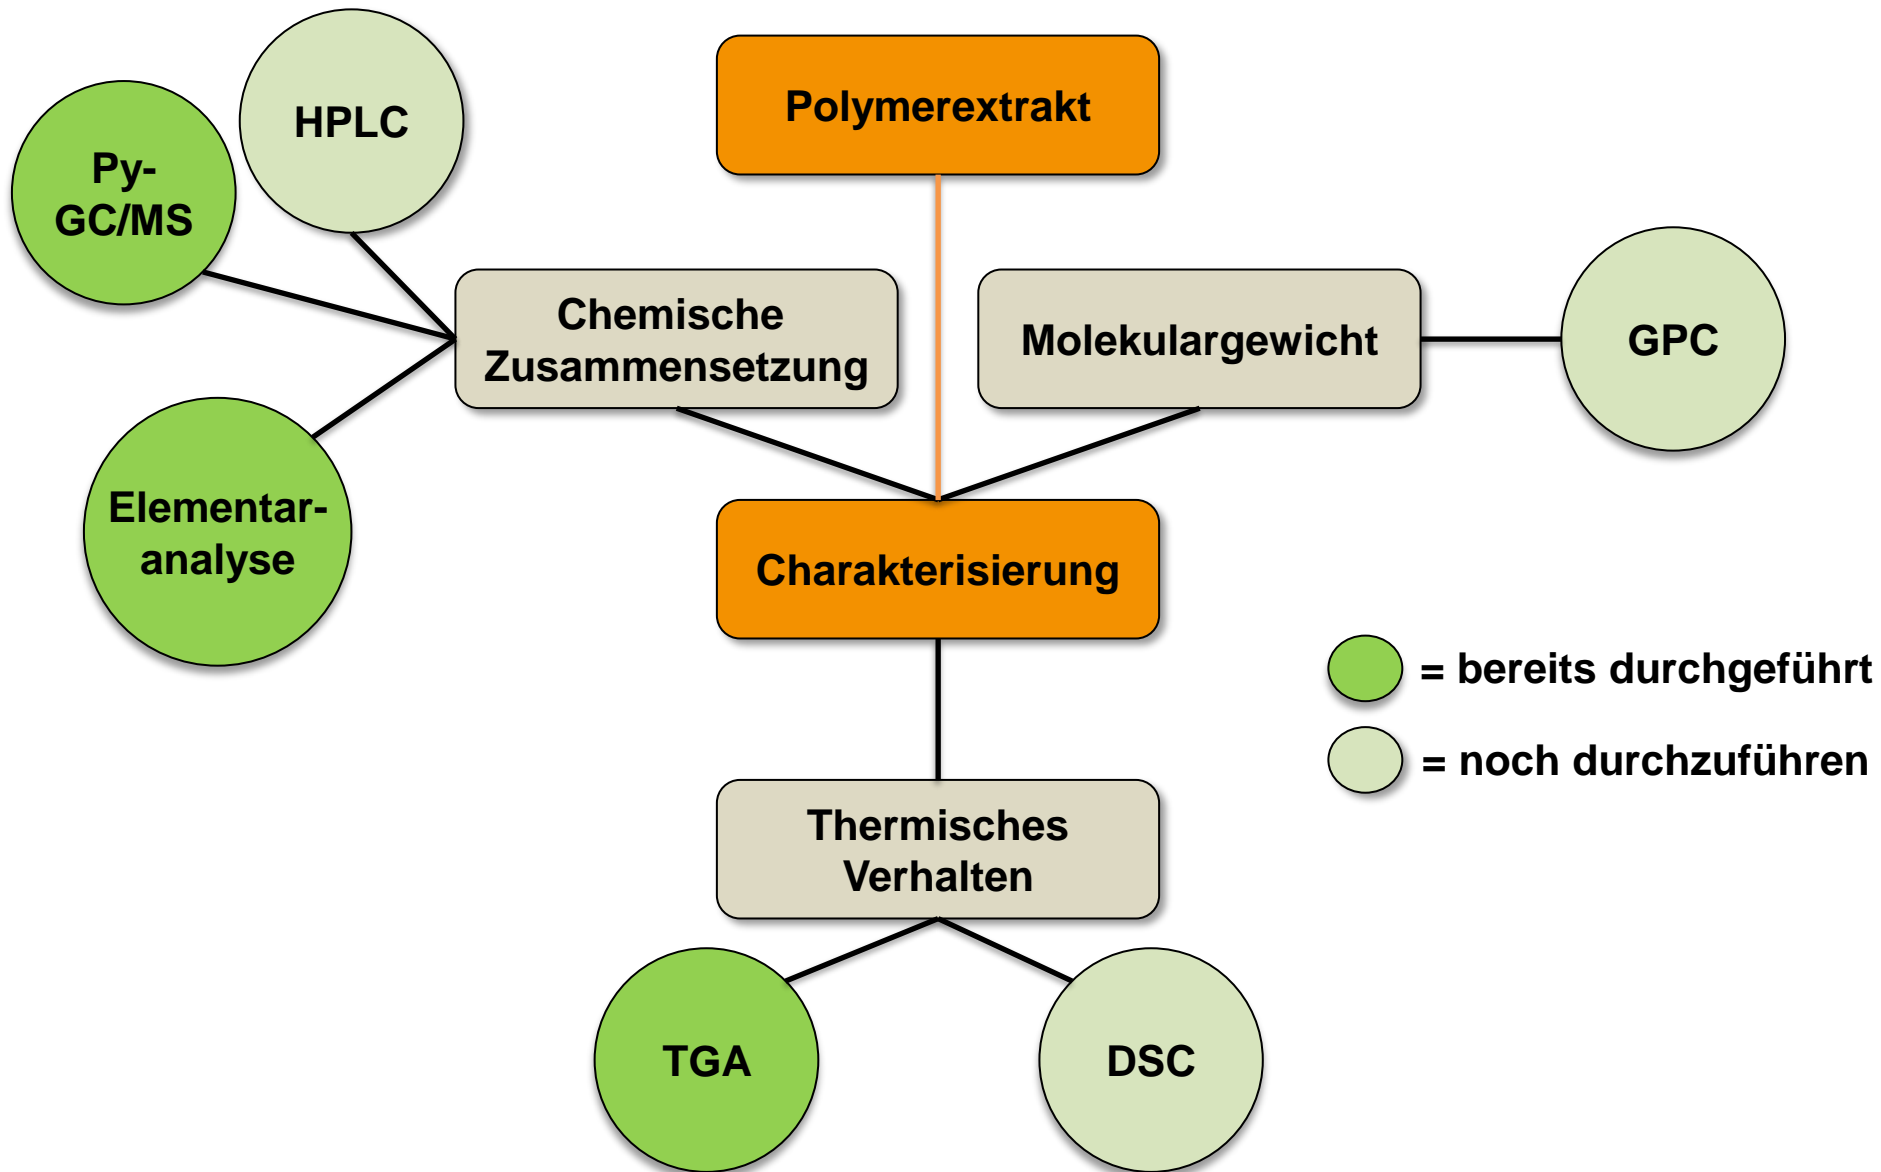 HPLC
Polymerextrakt
Py-
GC/MS
Chemische
Zusammensetzung
Molekulargewicht
GPC
Elementar-
analyse
Charakterisierung
= bereits durchgeführt
= noch durchzuführen
Thermisches
Verhalten
TGA
DSC